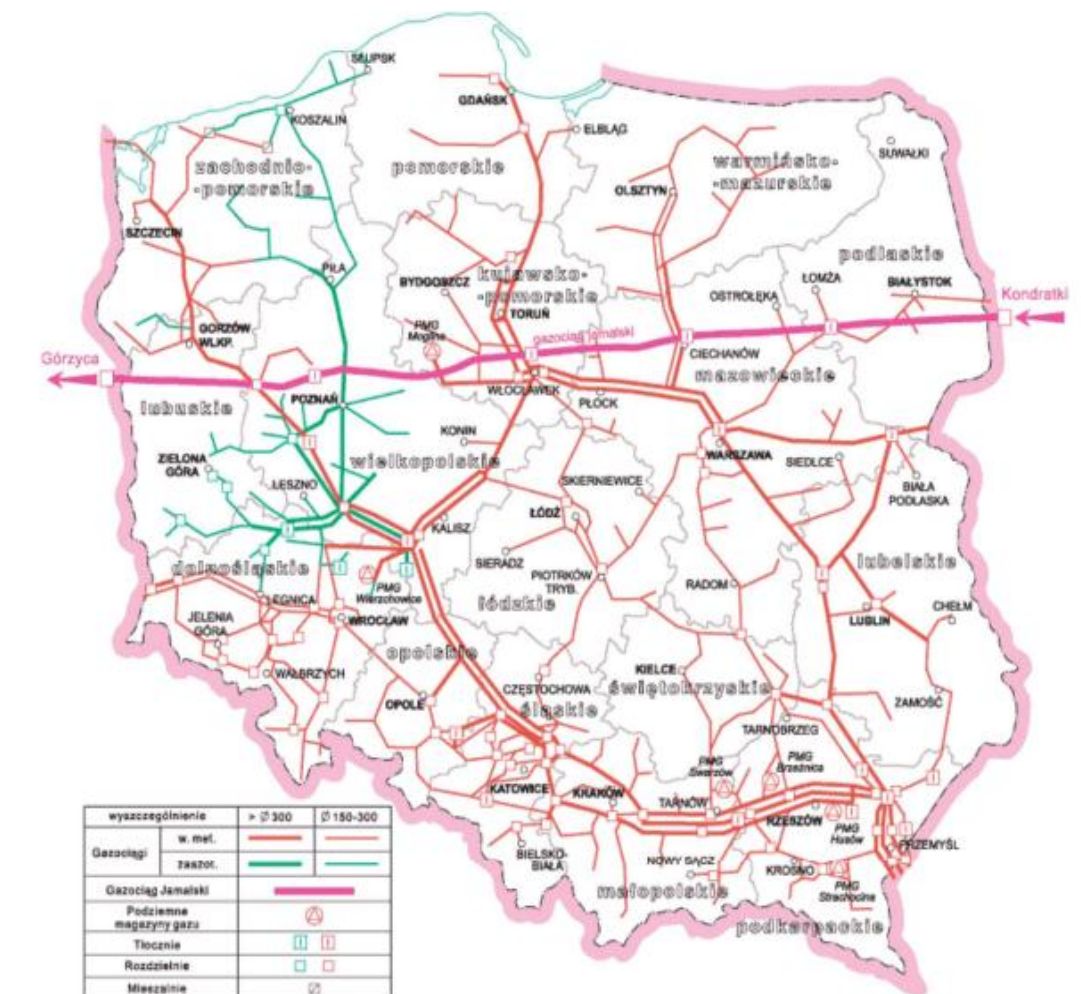 SŁUPSK
GDAŃSK
KOSZALIN
ELBLĄG
SUWAŁKI
zachodnio-
-pomorskie
pomorskie
warmińsko-
-mazurskie
OLSZTYN
SZCZECIN
podlaskie
PIŁA
BYDGOSZCZ
kujawsko-
-pomorskie
ŁOMŻA
BIAŁYSTOK
OSTROŁĘKA
Kondratki
TORUŃ
GORZÓW
WLKP.
PMG
Mogilno
gazociąg Jamalski
Górzyca
CIECHANÓW
mazowieckie
WŁOCŁAWEK
PŁOCK
lubuskie
POZNAŃ
KONIN
WARSZAWA
ZIELONA
GÓRA
wielkopolskie
SIEDLCE
LESZNO
SKIERNIEWICE
BIAŁA
PODLASKA
ŁÓDŹ
KALISZ
dolnośląskie
SIERADZ
PIOTRKÓW
TRYB.
lubelskie
PMG
Wierzchowice
RADOM
LEGNICA
łódzkie
CHEŁM
JELENIA
GÓRA
WROCŁAW
LUBLIN
opolskie
WAŁBRZYCH
KIELCE
CZĘSTOCHOWA
świętokrzyskie
OPOLE
śląskie
ZAMOŚĆ
TARNOBRZEG
PMG
Swarzów
PMG
Brzeźnica
KATOWICE
KRAKÓW
TARNÓW
RZESZÓW
PMG
Husów
PRZEMYŚL
BIELSKO-
BIAŁA
NOWY SĄCZ
KROSNO
małopolskie
PMG
Strachocina
podkarpackie
wyszczególnienie > Ø 300 Ø 150-300
Gazociągi w. met.
zaazot.
Gazociąg Jamalski
Podziemne
magazyny gazu
Tłocznie
Rozdzielnie
Mieszalnie